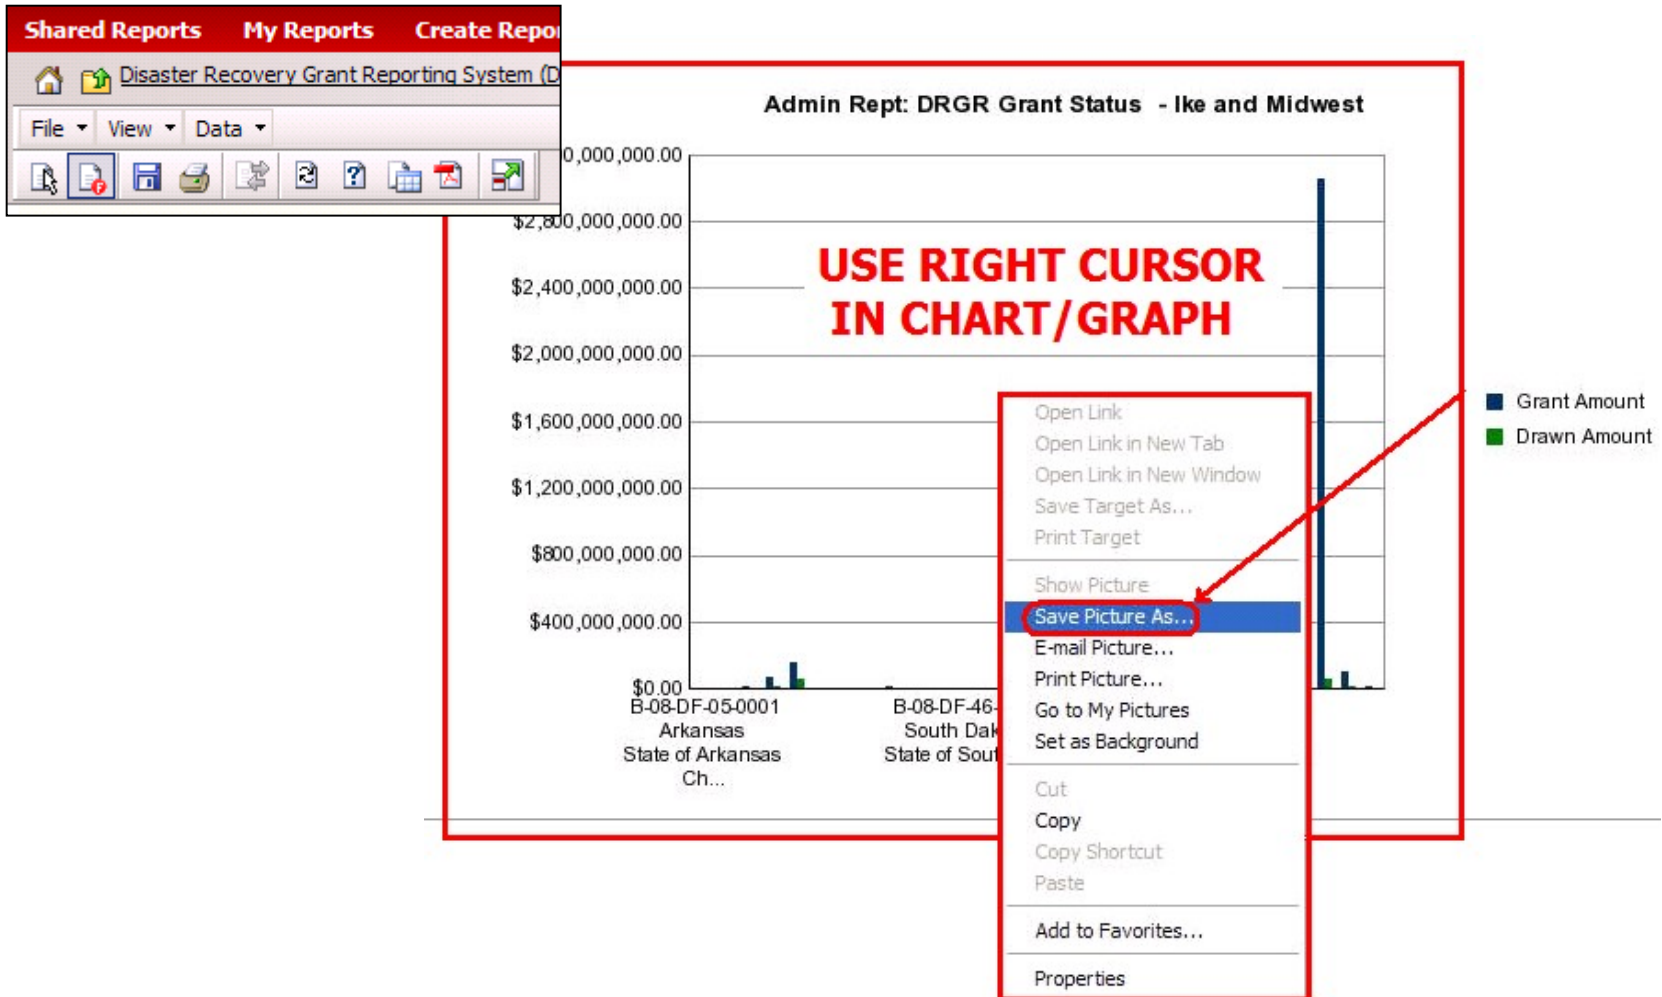 Shared Reports My Reports Create Repor
Disaster Recovery Grant Reporting System (D
File View Data
Admin Rept: DRGR Grant Status - Ike and Midwest
0,000,000.00
$2,800,000,000.00
$2,400,000,000.00
$2,000,000,000.00
$1,600,000,000.00
$1,200,000,000.00
$800,000,000.00
$400,000,000.00
$0.00
USE RIGHT CURSOR
IN CHART/GRAPH
Grant Amount
Drawn Amount
Open Link
Open Link in New Tab
Open Link in New Window
Save Target As...
Print Target
Show Picture
Save Picture As...
E-mail Picture...
Print Picture...
Go to My Pictures
Set as Background
Cut
Copy
Copy Shortcut
Paste
Add to Favorites...
Properties
B-08-DF-05-0001
Arkansas
State of Arkansas
Ch...
B-08-DF-46-
South Dak
State of Sout